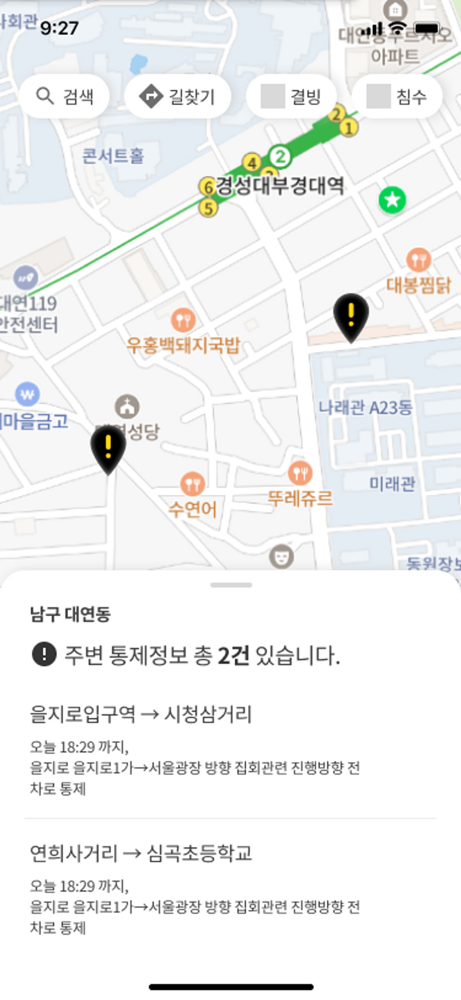 사회관
9:27
대연동푸르지오
아파트
검색
길찾기
결빙
침수
2
1
콘서트홀
2
4
3
6
경성대부경대역
5
대봉찜닭
대연119
안전센터
우홍백돼지국밥
₩
나래관 A23동
마을금고
성당
미래관
뚜레쥬르
수연어
동원장보
남구 대연동
주변 통제정보 총 2건 있습니다.
을지로입구역 → 시청삼거리
오늘 18:29 까지,
을지로 을지로1가→서울광장 방향 집회관련 진행방향 전
차로 통제
연희사거리 → 심곡초등학교
오늘 18:29 까지,
을지로 을지로1가→서울광장 방향 집회관련 진행방향 전
차로 통제